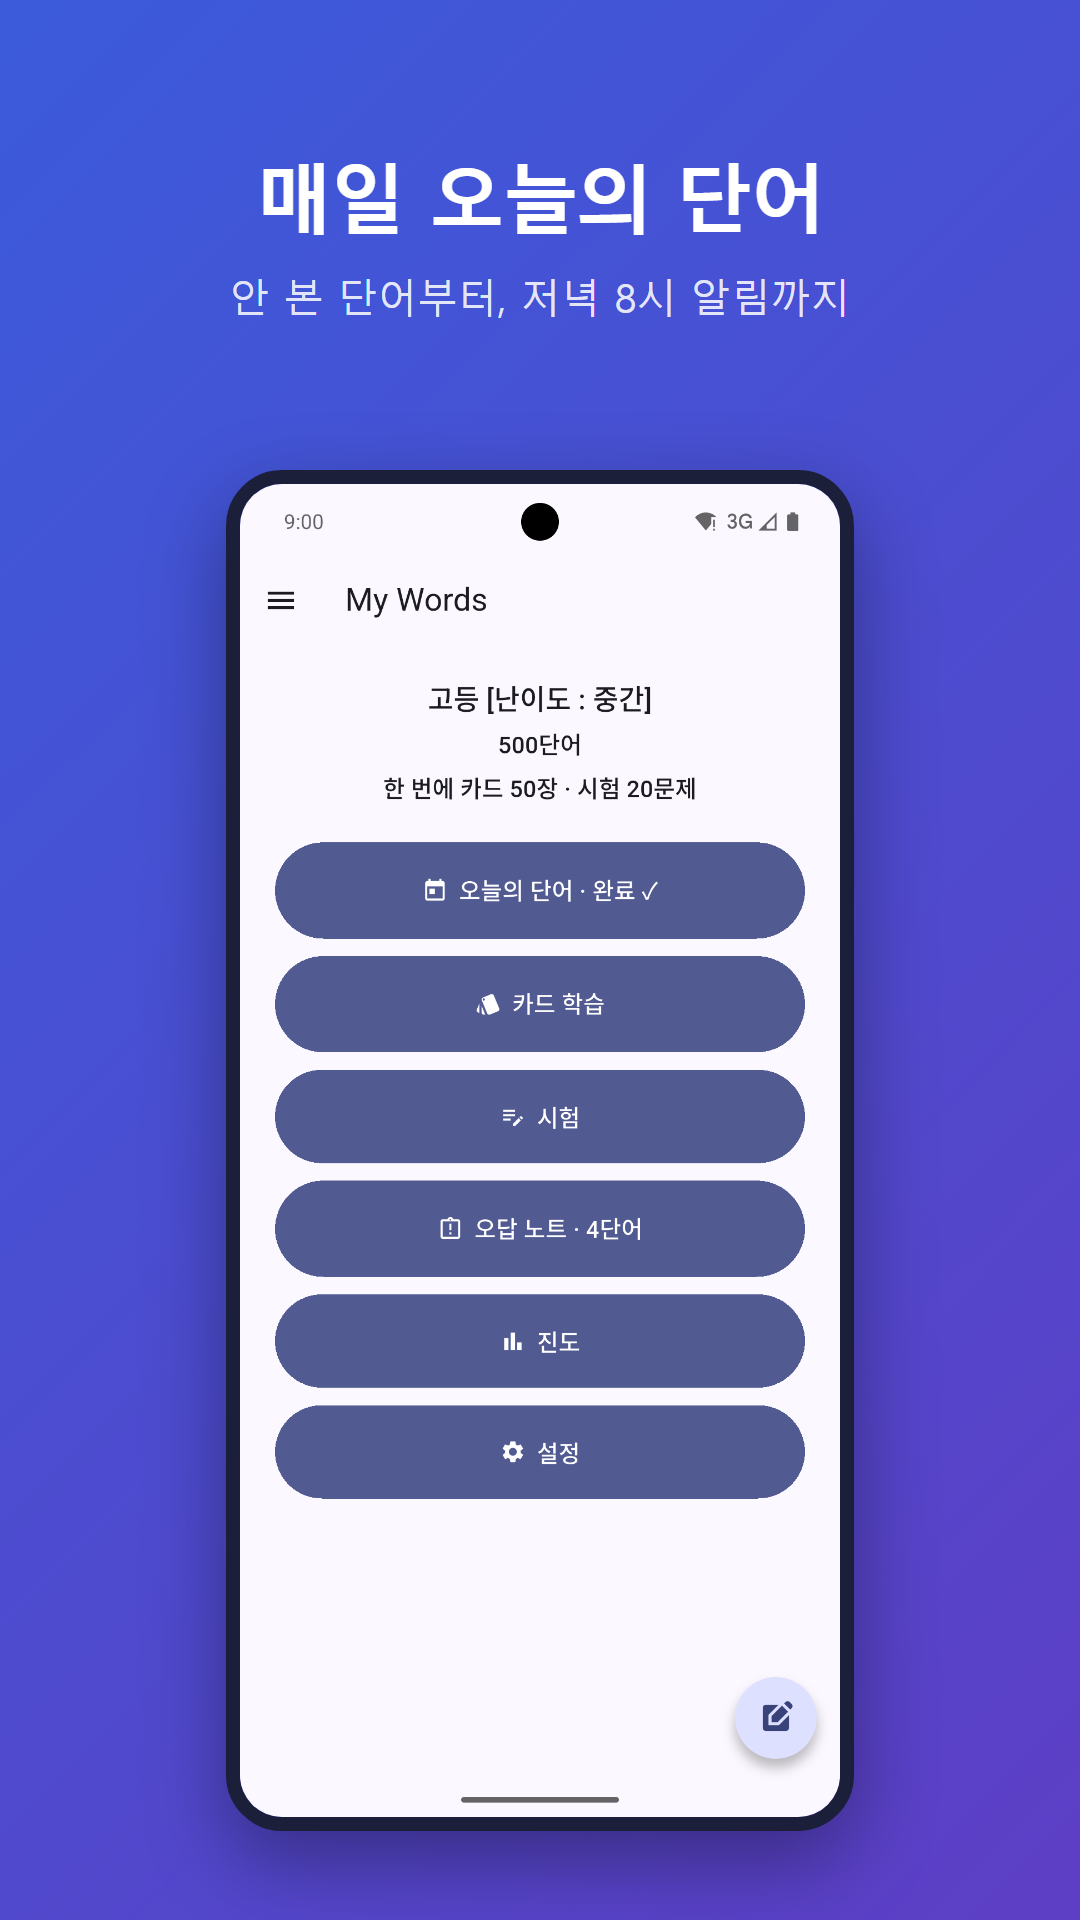 매일 오늘의 단어
안 본 단어부터, 저녁 8시 알림까지
9:00
3G
My Words
고등 [난이도 : 중간]
500단어
한 번에 카드 50장 · 시험 20문제
오늘의 단어 · 완료 ✓
카드 학습
시험
오답 노트 · 4단어
진도
설정